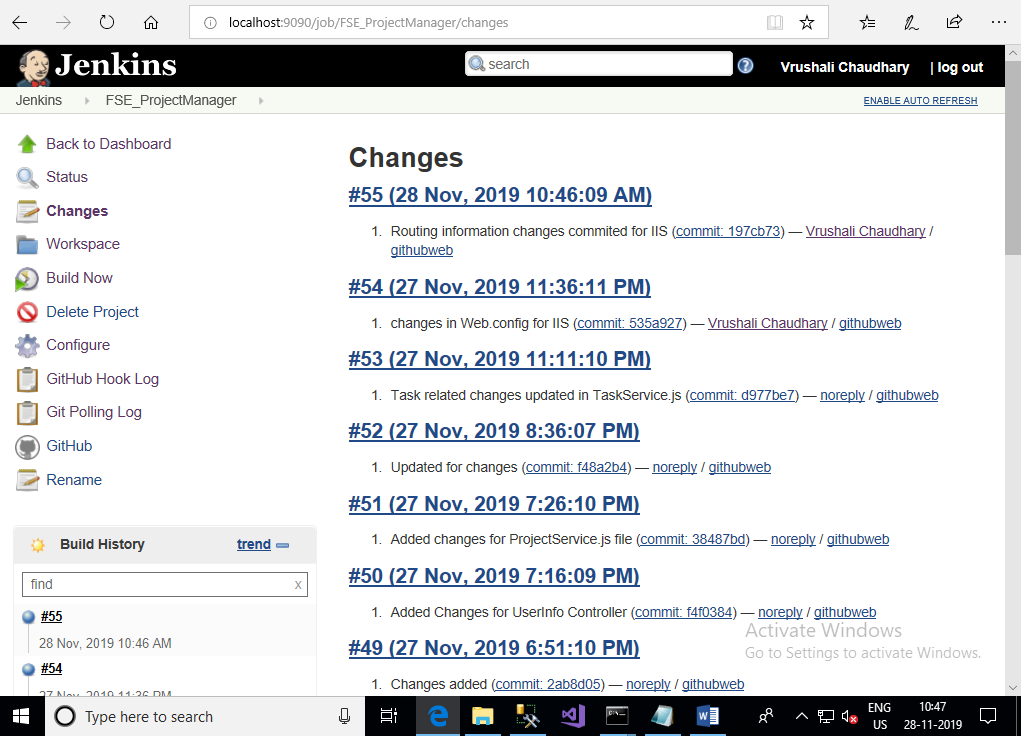 localhost:9090/job/FSE_ProjectManager/changes
Jenkins
search
?
Vrushali Chaudhary
| log out
Jenkins
FSE_ProjectManager
ENABLE AUTO REFRESH
Back to Dashboard
Status
Changes
Workspace
Build Now
Delete Project
Configure
GitHub Hook Log
Git Polling Log
GitHub
Rename
Build History
trend
find
x
#55
28 Nov, 2019 10:46 AM
#54
27 Nov, 2019 11:36 PM
Changes
#55 (28 Nov, 2019 10:46:09 AM)
1. Routing information changes commited for IIS (commit: 197cb73) — Vrushali Chaudhary /
githubweb
#54 (27 Nov, 2019 11:36:11 PM)
1. changes in Web.config for IIS (commit: 535a927) — Vrushali Chaudhary / githubweb
#53 (27 Nov, 2019 11:11:10 PM)
1. Task related changes updated in TaskService.js (commit: d977be7) — noreply / githubweb
#52 (27 Nov, 2019 8:36:07 PM)
1. Updated for changes (commit: f48a2b4) — noreply / githubweb
#51 (27 Nov, 2019 7:26:10 PM)
1. Added changes for ProjectService.js file (commit: 38487bd) — noreply / githubweb
#50 (27 Nov, 2019 7:16:09 PM)
1. Added Changes for UserInfo Controller (commit: f4f0384) — noreply / githubweb
#49 (27 Nov, 2019 6:51:10 PM)
1. Changes added (commit: 2ab8d05) — noreply / githubweb
Activate Windows
Go to Settings to activate Windows.
Type here to search
ENG
US
10:47
28-11-2019